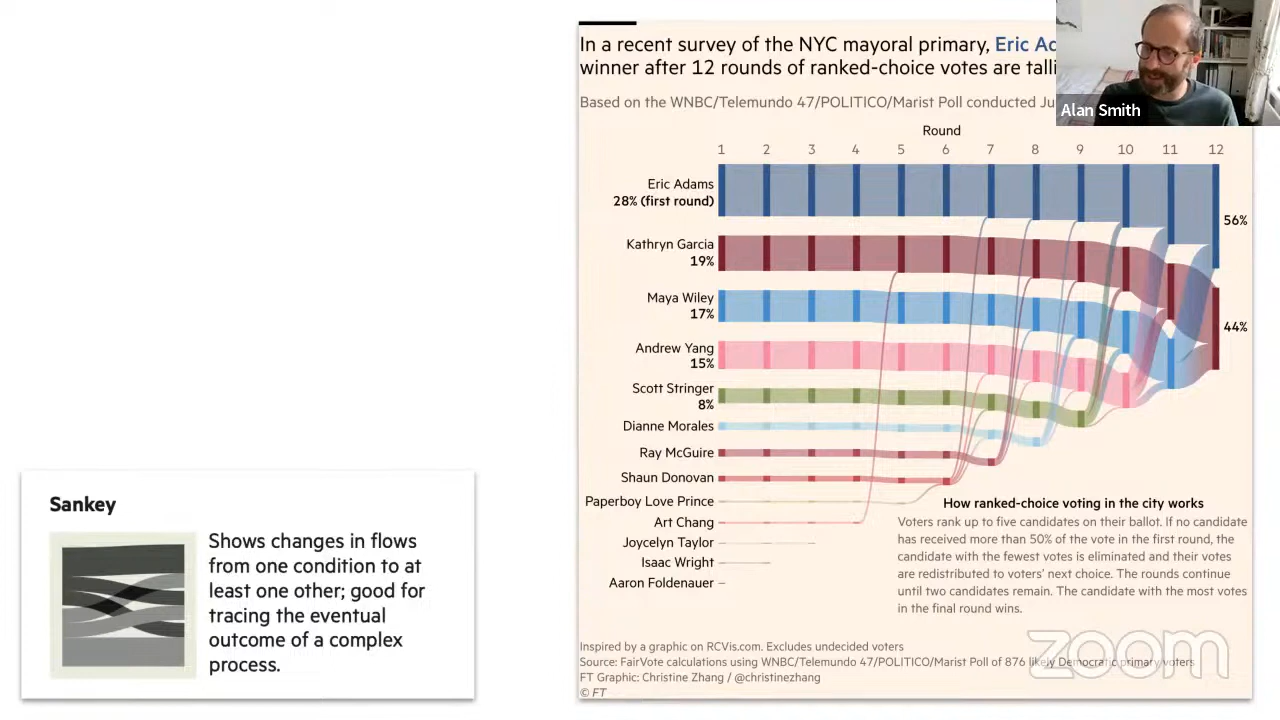 In a recent survey of the NYC mayoral primary, Eric
winner after 12 rounds of ranked-choice votes are
Based on the WNBC/Telemundo 47/POLITICO/Marist Poll conducted
Alan Smith
Round
1 2 3 4 5 6 7 8 9 10 11 12
Eric Adams
28% (first round)
56%
Kathryn Garcia
19%
Maya Wiley
17%
44%
Andrew Yang
15%
Scott Stringer
8%
Dianne Morales
Ray McGuire
Shaun Donovan
Paperboy Love Prince
Art Chang
Joycelyn Taylor
Isaac Wright
Aaron Foldenauer
How ranked-choice voting in the city works
Voters rank up to five candidates on their ballot. If no candidate
has received more than 50% of the vote in the first round, the
candidate with the fewest votes is eliminated and their votes
are redistributed to voters' next choice. The rounds continue
until two candidates remain. The candidate with the most votes
in the final round wins.
Inspired by a graphic on RCVis.com. Excludes undecided voters
Source: FairVote calculations using WNBC/Telemundo 47/POLITICO/Marist Poll of 876 likely Democratic primary voters
FT Graphic: Christine Zhang / @christinezhang
© FT
zoom
Sankey
Shows changes in flows
from one condition to at
least one other; good for
tracing the eventual
outcome of a complex
process.